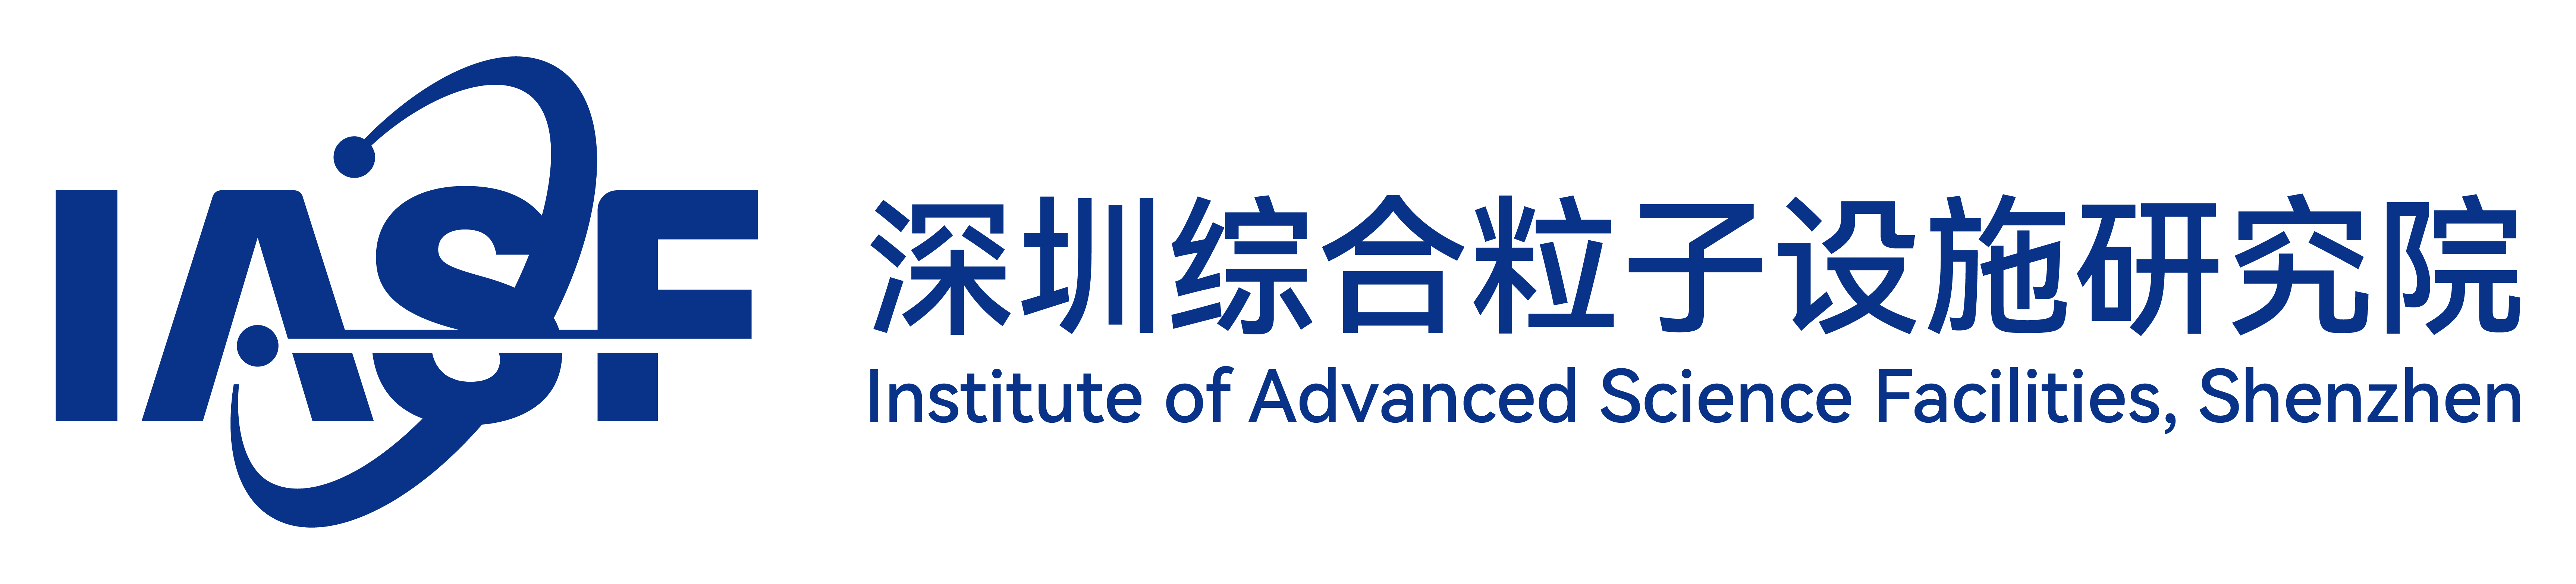 IASF
深圳综合粒子设施研究院
Institute of Advanced Science Facilities, Shenzhen